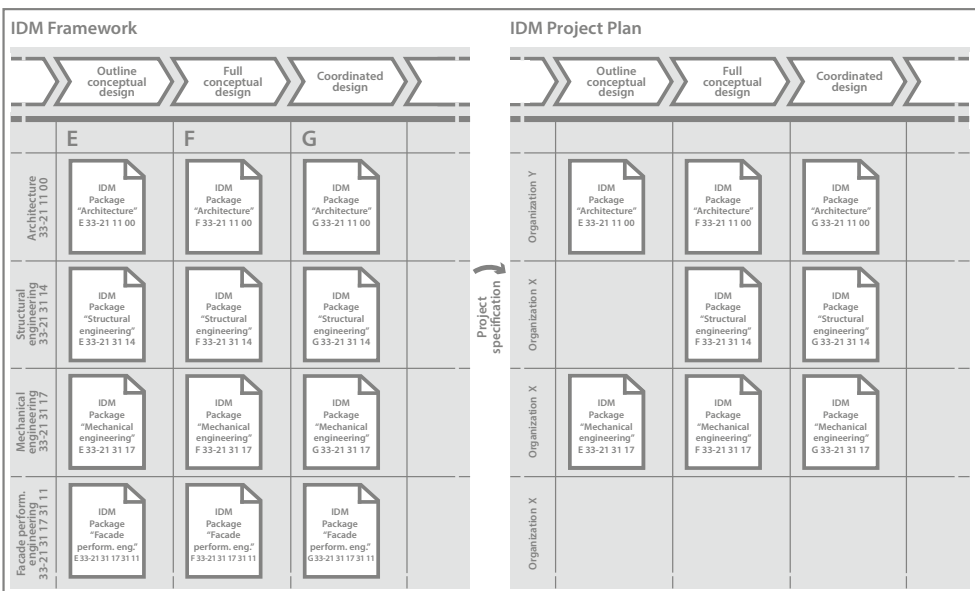 IDM Framework
Outline
conceptual
design
Full
conceptual
design
Coordinated
design
E
F
G
Architecture
33-21 11 00
IDM
Package
"Architecture"
E 33-21 11 00
IDM
Package
"Architecture"
F 33-21 11 00
IDM
Package
"Architecture"
G 33-21 11 00
Structural
engineering
33-21 31 14
IDM
Package
"Structural
engineering"
E 33-21 31 14
IDM
Package
"Structural
engineering"
F 33-21 31 14
IDM
Package
"Structural
engineering"
G 33-21 31 14
Mechanical
engineering
33-21 31 17
IDM
Package
"Mechanical
engineering"
E 33-21 31 17
IDM
Package
"Mechanical
engineering"
F 33-21 31 17
IDM
Package
"Mechanical
engineering"
G 33-21 31 17
Facade perform.
engineering
33-21 31 17 31 11
IDM
Package
"Facade
perform. eng."
E 33-21 31 17 31 11
IDM
Package
"Facade
perform. eng."
F 33-21 31 17 31 11
IDM
Package
"Facade
perform. eng."
G 33-21 31 17 31 11
Project
specification
IDM Project Plan
Outline
conceptual
design
Full
conceptual
design
Coordinated
design
Organization Y
IDM
Package
"Architecture"
E 33-21 11 00
IDM
Package
"Architecture"
F 33-21 11 00
IDM
Package
"Architecture"
G 33-21 11 00
Organization X
IDM
Package
"Structural
engineering"
F 33-21 31 14
IDM
Package
"Structural
engineering"
G 33-21 31 14
Organization X
IDM
Package
"Mechanical
engineering"
E 33-21 31 17
IDM
Package
"Mechanical
engineering"
F 33-21 31 17
IDM
Package
"Mechanical
engineering"
G 33-21 31 17
Organization X